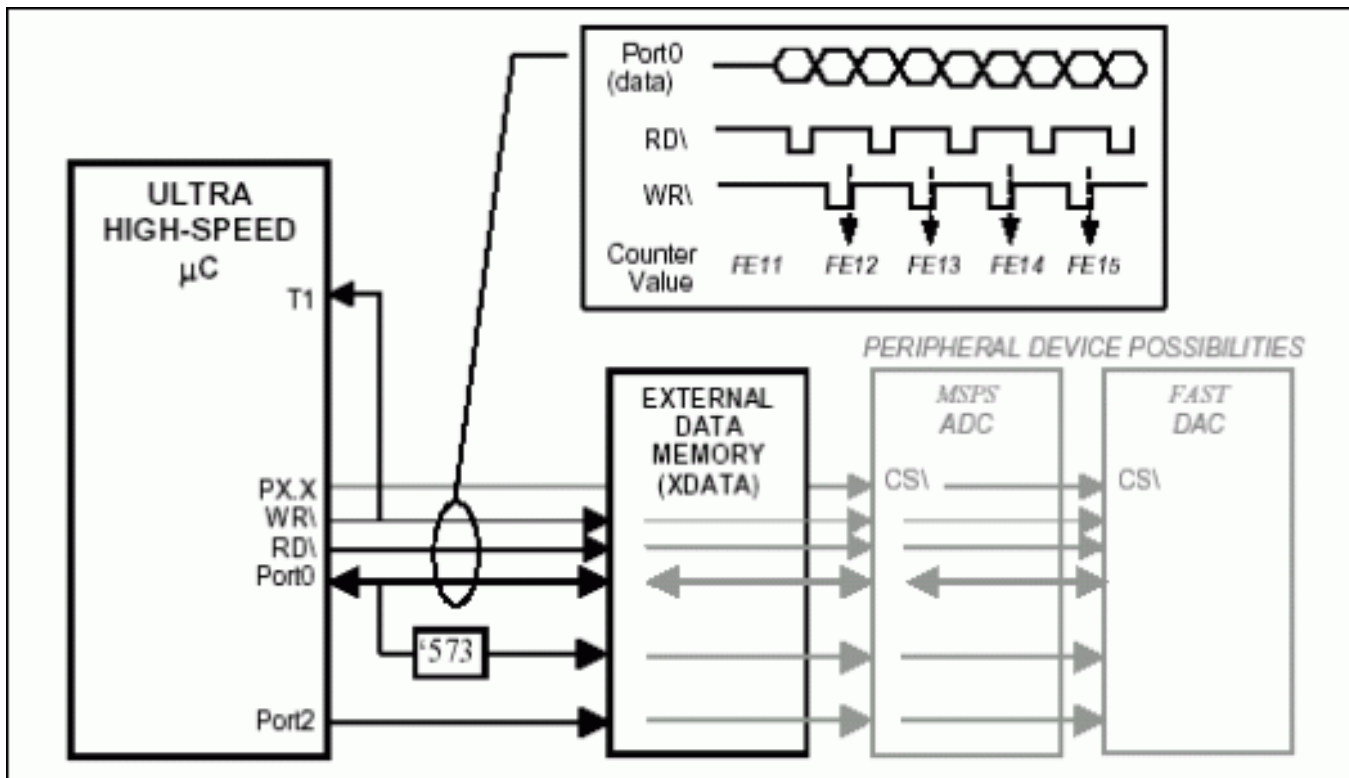 Port0
(data)
RD\
WR\
Counter
Value
FE11 FE12 FE13 FE14 FE15
ULTRA
HIGH-SPEED
μC
T1
PX.X
WR\
RD\
Port0
'573
Port2
EXTERNAL
DATA
MEMORY
(XDATA)
PERIPHERAL DEVICE POSSIBILITIES
MSPS
ADC
CS\
FAST
DAC
CS\